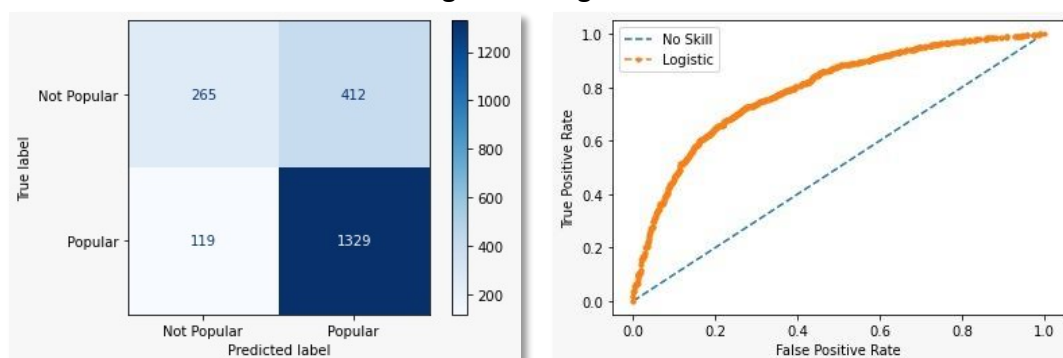 Not Popular
265
412
Popular
119
1329
Not Popular
Popular
Predicted label
True label
1200
1000
800
600
400
200
No Skill
Logistic
1.0
0.8
0.6
0.4
0.2
0.0
0.0
0.2
0.4
0.6
0.8
1.0
False Positive Rate
True Positive Rate